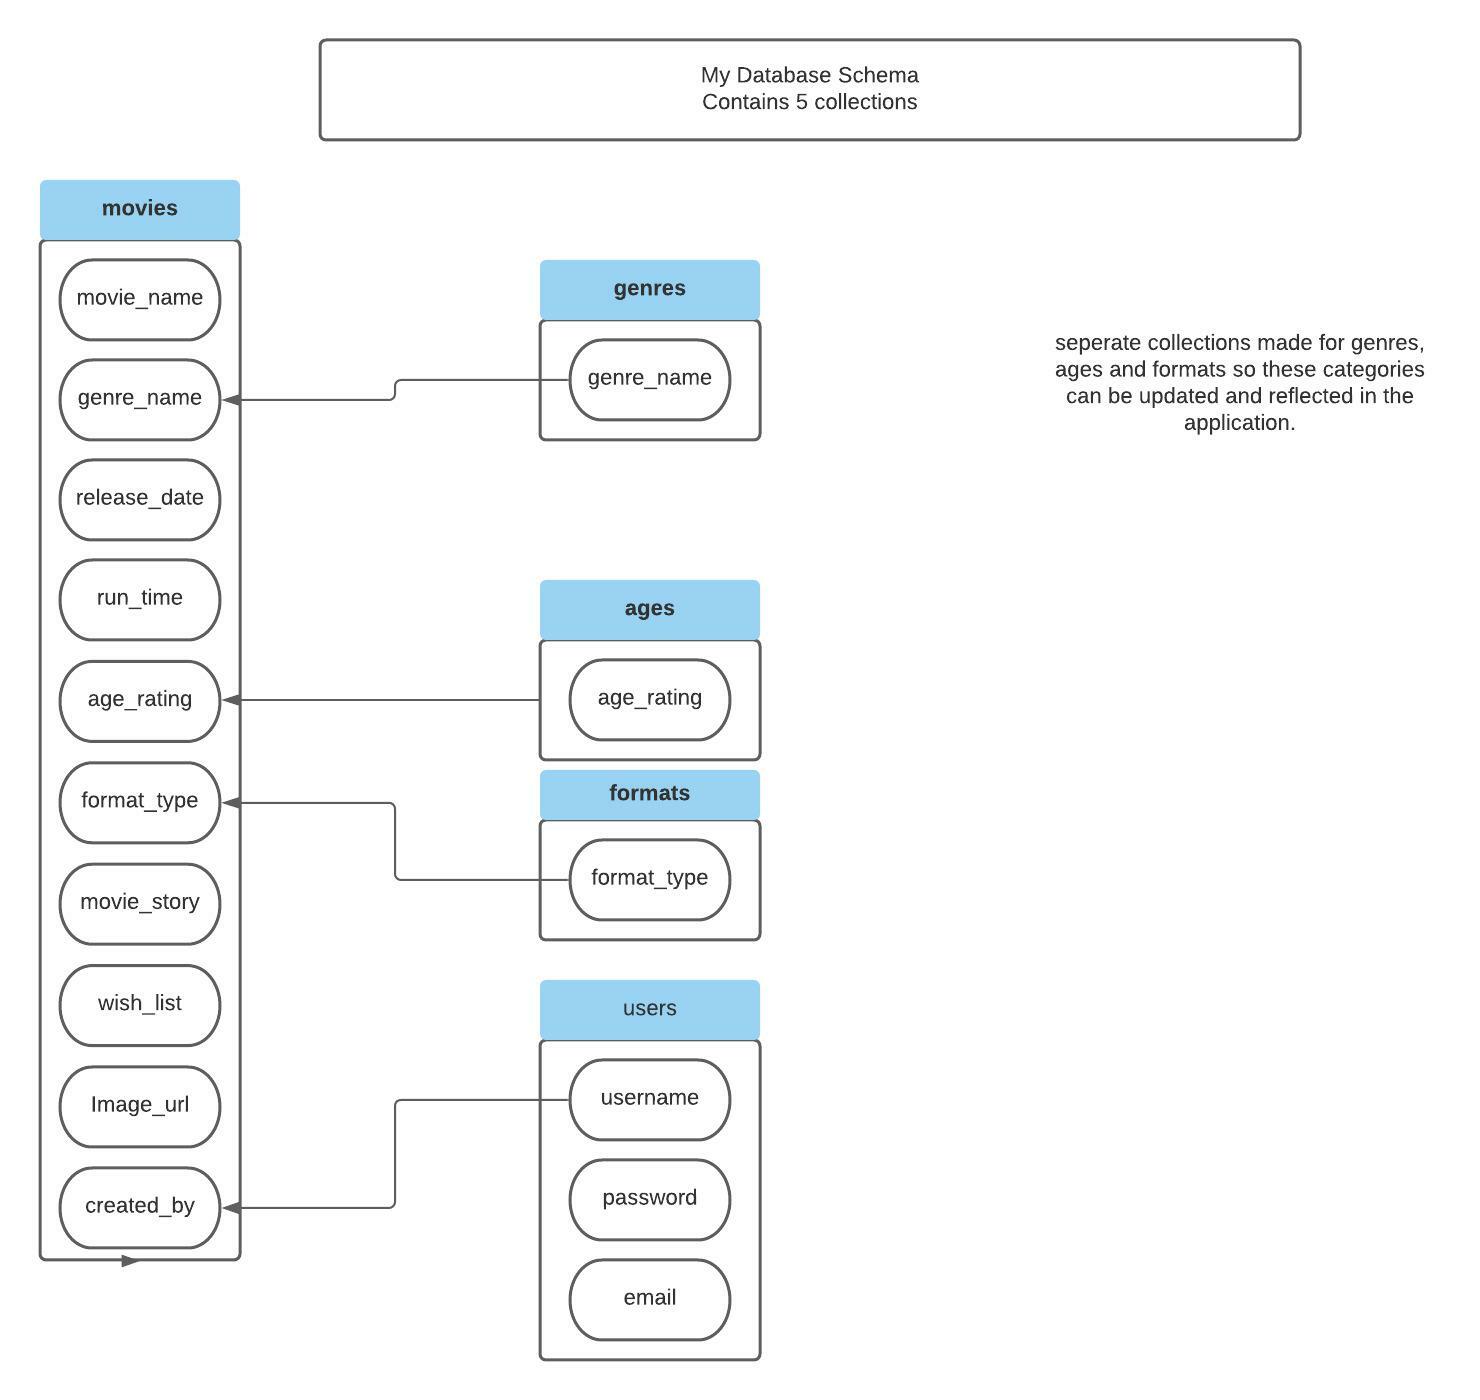 My Database Schema
Contains 5 collections
movies
movie_name
genre_name
release_date
run_time
age_rating
format_type
movie_story
wish_list
Image_url
created_by
genres
genre_name
ages
age_rating
formats
format_type
users
username
password
email
seperate collections made for genres,
ages and formats so these categories
can be updated and reflected in the
application.